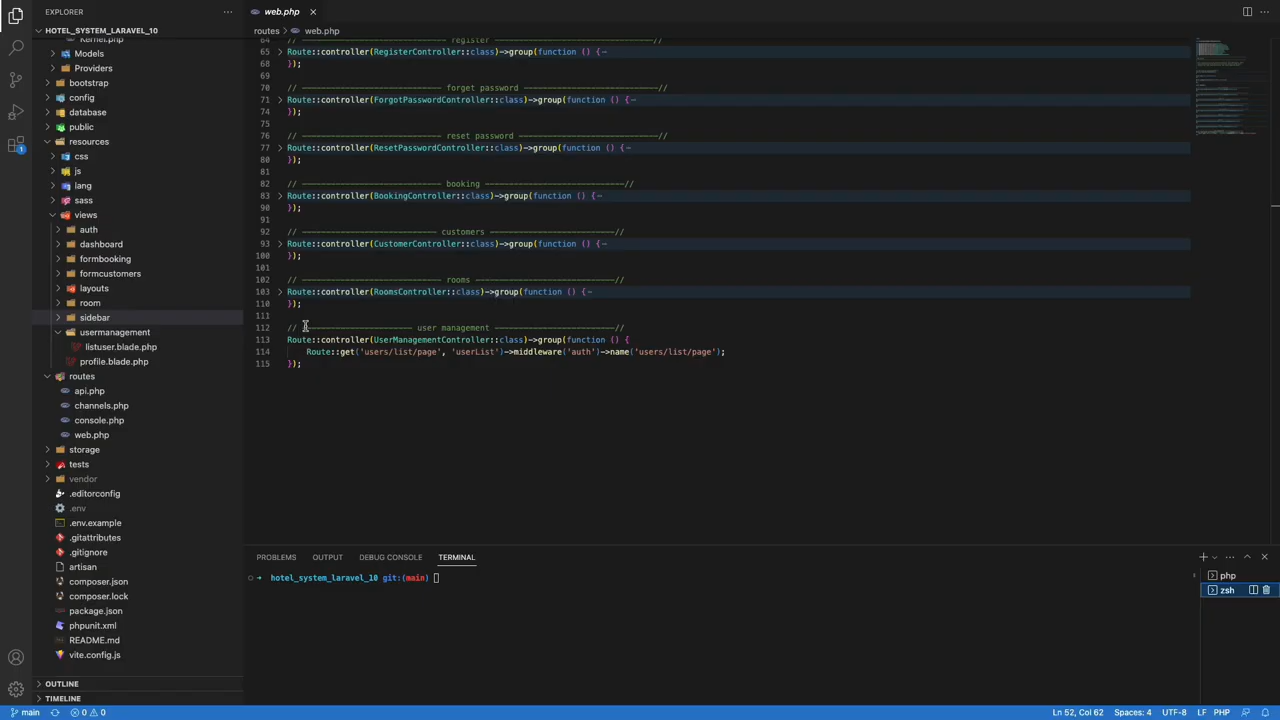 EXPLORER
HOTEL_SYSTEM_LARAVEL_10
Kernel.php
Models
Providers
bootstrap
config
database
public
resources
css
js
lang
sass
views
auth
dashboard
formbooking
formcustomers
layouts
room
sidebar
usermanagement
listuser.blade.php
profile.blade.php
routes
api.php
channels.php
console.php
web.php
storage
tests
vendor
.editorconfig
.env
.env.example
.gitattributes
.gitignore
artisan
composer.json
composer.lock
package.json
phpunit.xml
README.md
vite.config.js
OUTLINE
TIMELINE
web.php
routes > web.php
64 // ---------------------------- register ------------------------------//
65 Route::controller(RegisterController::class)->group(function () {
68 });
69
70 // ---------------------------- forget password ----------------------------//
71 Route::controller(ForgotPasswordController::class)->group(function () {
74 });
75
76 // ---------------------------- reset password ----------------------------//
77 Route::controller(ResetPasswordController::class)->group(function () {
80 });
81
82 // ---------------------------- booking -----------------------------//
83 Route::controller(BookingController::class)->group(function () {
90 });
91
92 // ---------------------------- customers -------------------------//
93 Route::controller(CustomerController::class)->group(function () {
100 });
101
102 // ---------------------------- rooms -----------------------------//
103 Route::controller(RoomsController::class)->group(function () {
110 });
111
112 // ----------------------- user management -------------------------//
113 Route::controller(UserManagementController::class)->group(function () {
114 Route::get('users/list/page', 'userList')->middleware('auth')->name('users/list/page');
115 });
PROBLEMS OUTPUT DEBUG CONSOLE TERMINAL
hotel_system_laravel_10 git:(main)
php
zsh
1
main 0 0 Ln 52, Col 62 Spaces: 4 UTF-8 LF PHP